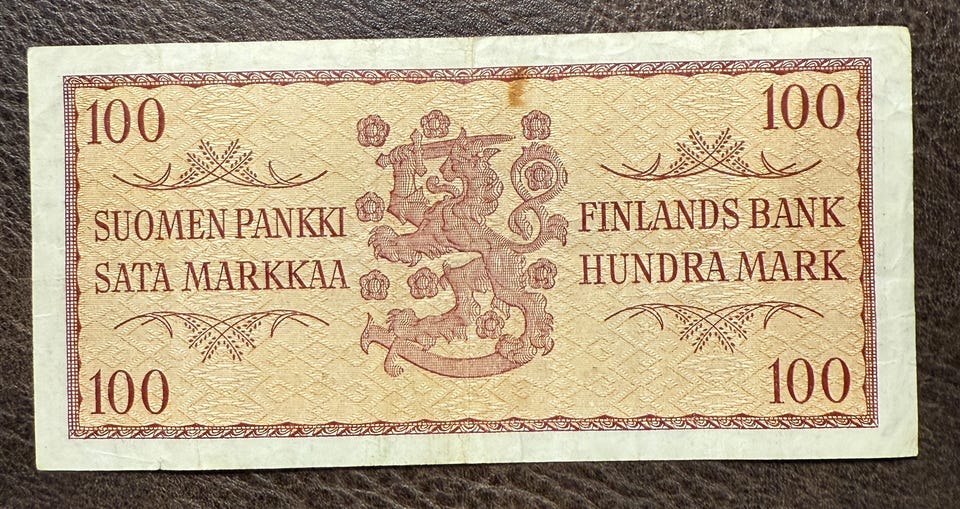 100
100
SUOMEN PANKKI
SATA MARKKAA
FINLANDS BANK
HUNDRA MARK
100
100